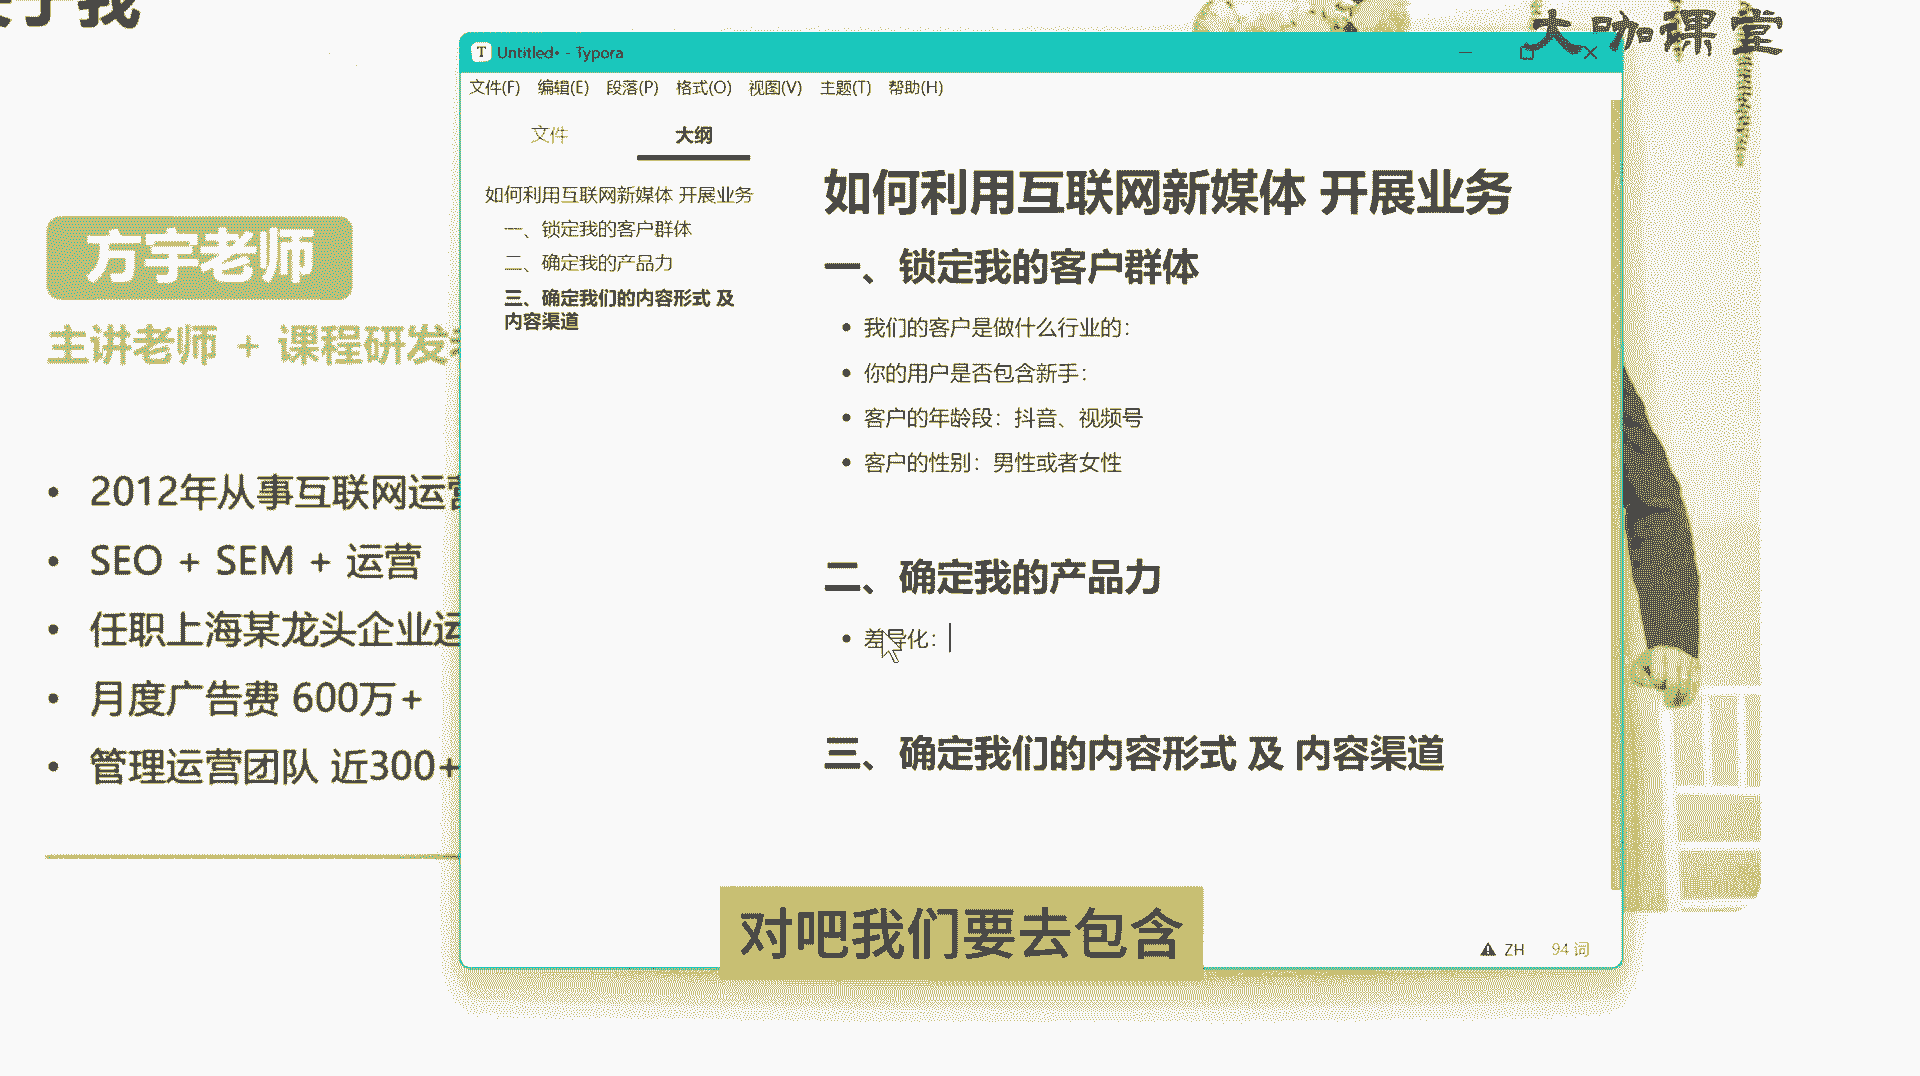 于我
大咖课堂
方宇老师
主讲老师 + 课程研发
2012年从事互联网运营
SEO + SEM + 运营
任职上海某龙头企业运
月度广告费 600万+
管理运营团队 近300+
Untitled• - Typora
文件(F) 编辑(E) 段落(P) 格式(O) 视图(V) 主题(T) 帮助(H)
文件 大纲
如何利用互联网新媒体 开展业务
一、锁定我的客户群体
二、确定我的产品力
三、确定我们的内容形式 及
内容渠道
如何利用互联网新媒体 开展业务
一、锁定我的客户群体
我们的客户是做什么行业的：
你的用户是否包含新手：
客户的年龄段：抖音、视频号
客户的性别：男性或者女性
二、确定我的产品力
差异化：
三、确定我们的内容形式 及 内容渠道
ZH 94 词
对吧我们要去包含